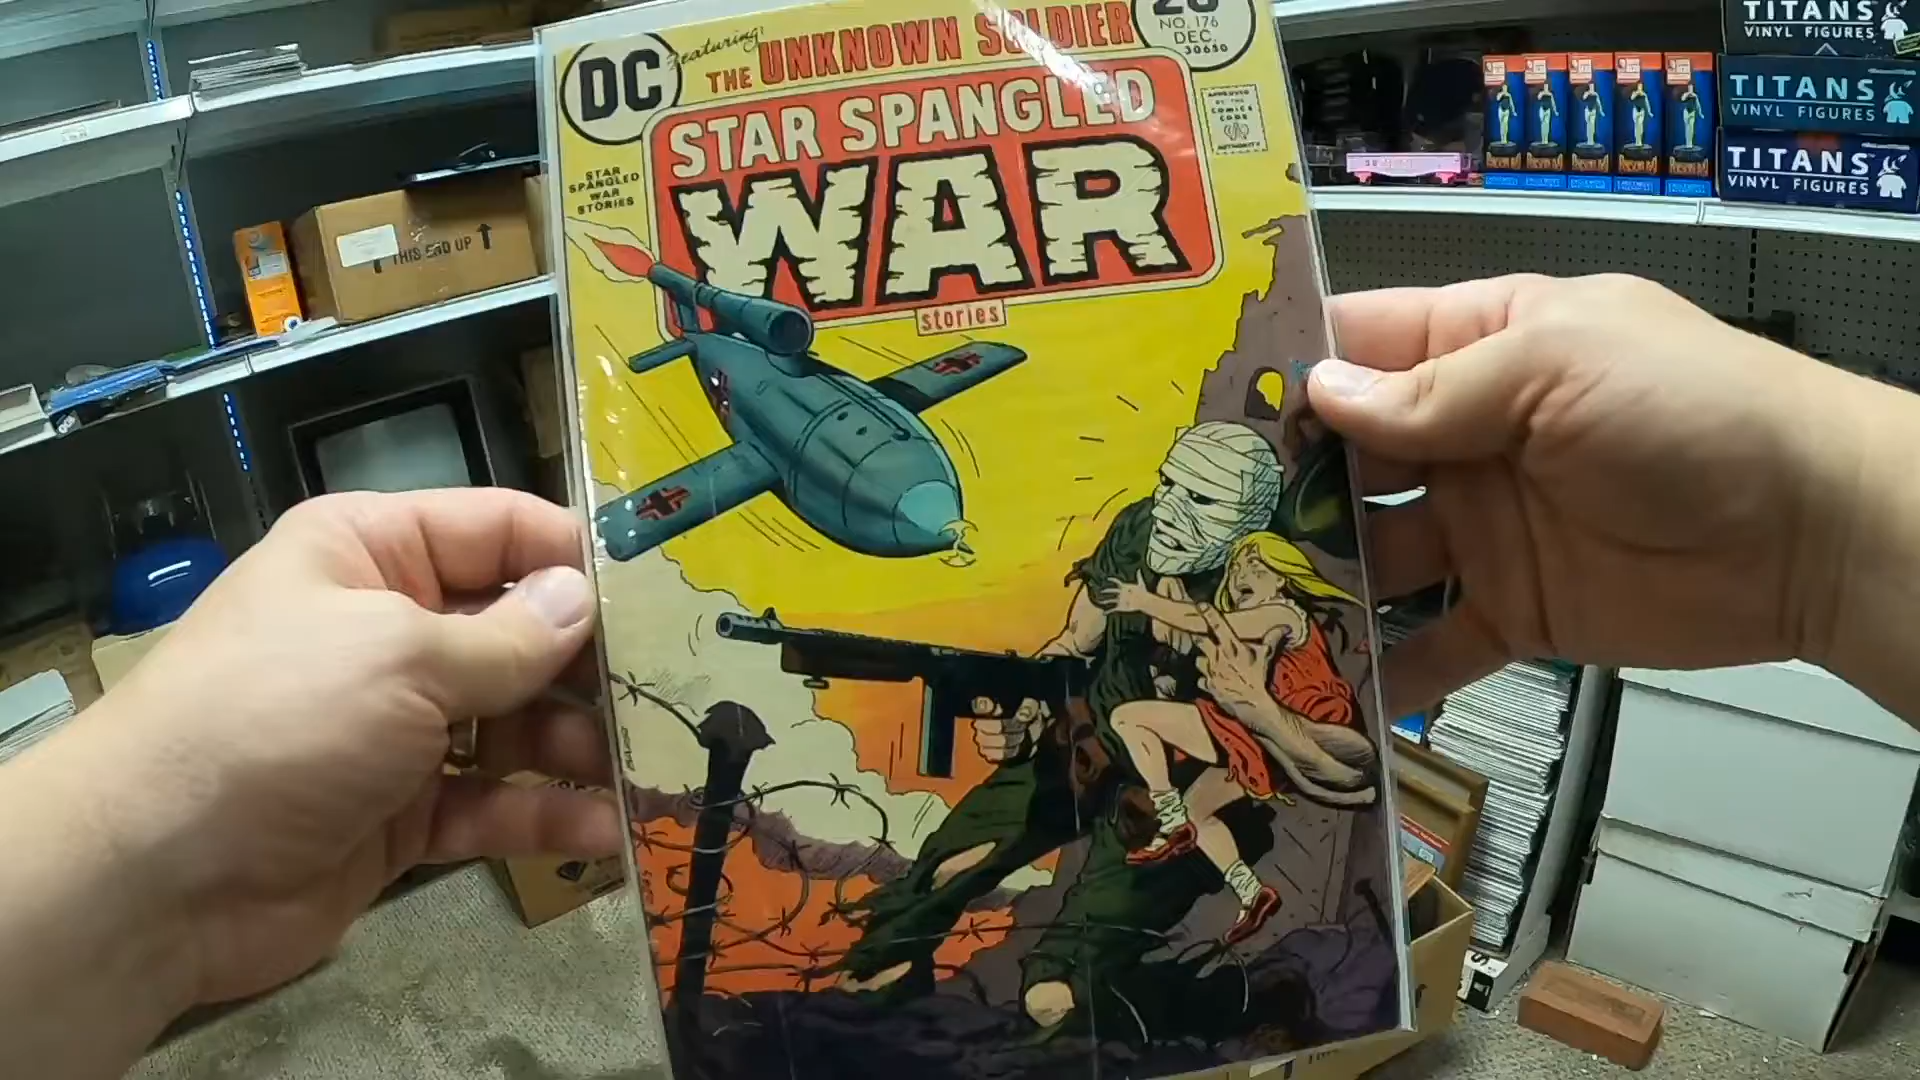 DC
featuring
THE UNKNOWN SOLDIER
20
NO. 176
DEC.
30650
STAR SPANGLED
WAR
stories
APPROVED
BY THE
COMICS
CODE
AUTHORITY
STAR
SPANGLED
WAR
STORIES
THIS END UP
TITANS
VINYL FIGURES
TITANS
VINYL FIGURES
TITANS
VINYL FIGURES